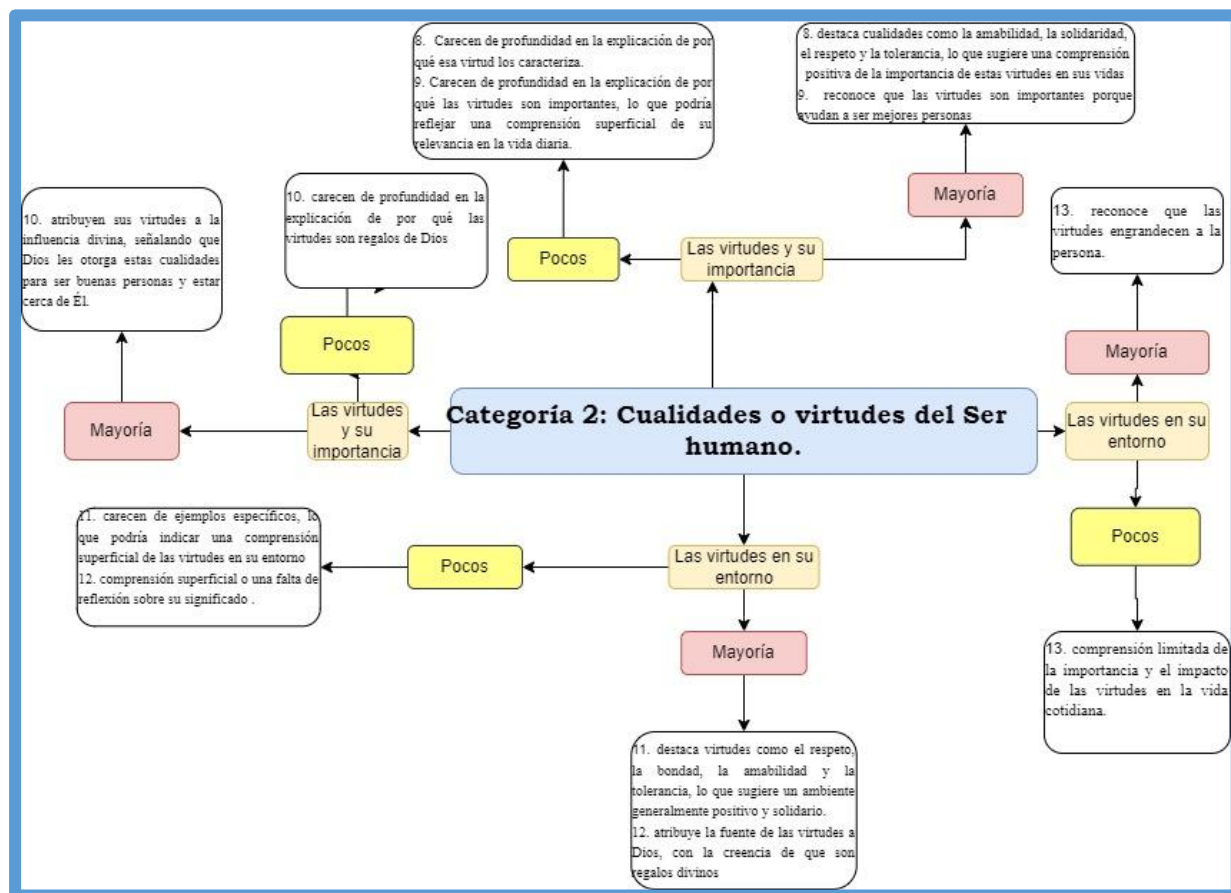 8. Carecen de profundidad en la explicación de por
qué esa virtud los caracteriza.
9. Carecen de profundidad en la explicación de por
qué las virtudes son importantes, lo que podría
reflejar una comprensión superficial de su
relevancia en la vida diaria.
8. destaca cualidades como la amabilidad, la solidaridad,
el respeto y la tolerancia, lo que sugiere una comprensión
positiva de la importancia de estas virtudes en sus vidas
9. reconoce que las virtudes son importantes porque
ayudan a ser mejores personas
10. atribuyen sus virtudes a la
influencia divina, señalando que
Dios les otorga estas cualidades
para ser buenas personas y estar
cerca de Él.
10. carecen de profundidad en la
explicación de por qué las
virtudes son regalos de Dios
Mayoría
13. reconoce que las
virtudes engrandecen a la
persona.
Pocos
Las virtudes y su
importancia
Pocos
Mayoría
Mayoría
Las virtudes
y su
importancia
Categoría 2: Cualidades o virtudes del Ser
humano.
Las virtudes en su
entorno
11. carecen de ejemplos específicos, lo
que podría indicar una comprensión
superficial de las virtudes en su entorno
12. comprensión superficial o una falta de
reflexión sobre su significado .
Pocos
Las virtudes en su
entorno
Pocos
Mayoría
13. comprensión limitada de
la importancia y el impacto
de las virtudes en la vida
cotidiana.
11. destaca virtudes como el respeto,
la bondad, la amabilidad y la
tolerancia, lo que sugiere un ambiente
generalmente positivo y solidario.
12. atribuye la fuente de las virtudes a
Dios, con la creencia de que son
regalos divinos